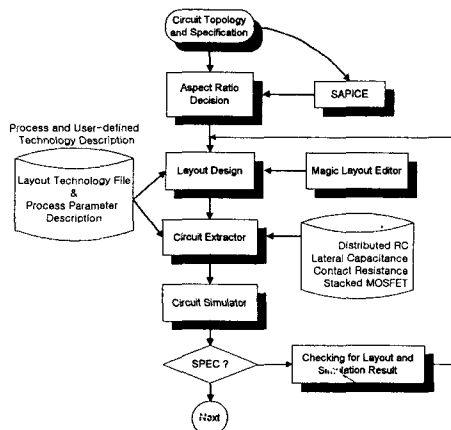 Circuit Topology
and Specification
Aspect Ratio
Decision
SAPICE
Process and User-defined
Technology Description
Layout Technology File
&
Process Parameter
Description
Layout Design
Magic Layout Editor
Circuit Extractor
Distributed RC
Lateral Capacitance
Contact Resistance
Stacked MOSFET
Circuit Simulator
SPEC ?
Checking for Layout and
Simulation Result
Next